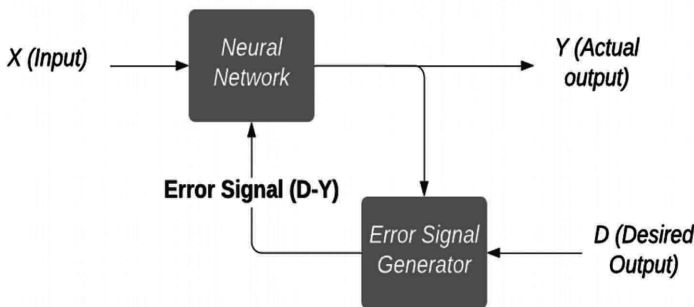 X (Input)
Neural
Network
Y (Actual
output)
Error Signal (D-Y)
Error Signal
Generator
D (Desired
Output)